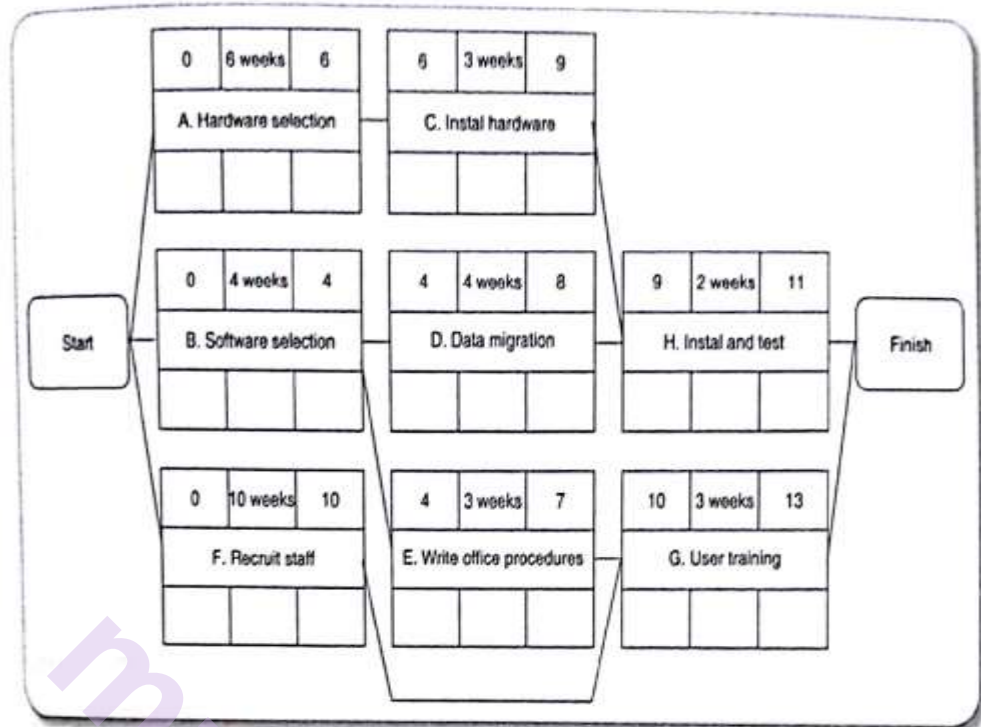 0 6 weeks 6
A. Hardware selection
6 3 weeks 9
C. Instal hardware
Start
0 4 weeks 4
B. Software selection
4 4 weeks 8
D. Data migration
9 2 weeks 11
H. Instal and test
Finish
0 10 weeks 10
F. Recruit staff
4 3 weeks 7
E. Write office procedures
10 3 weeks 13
G. User training